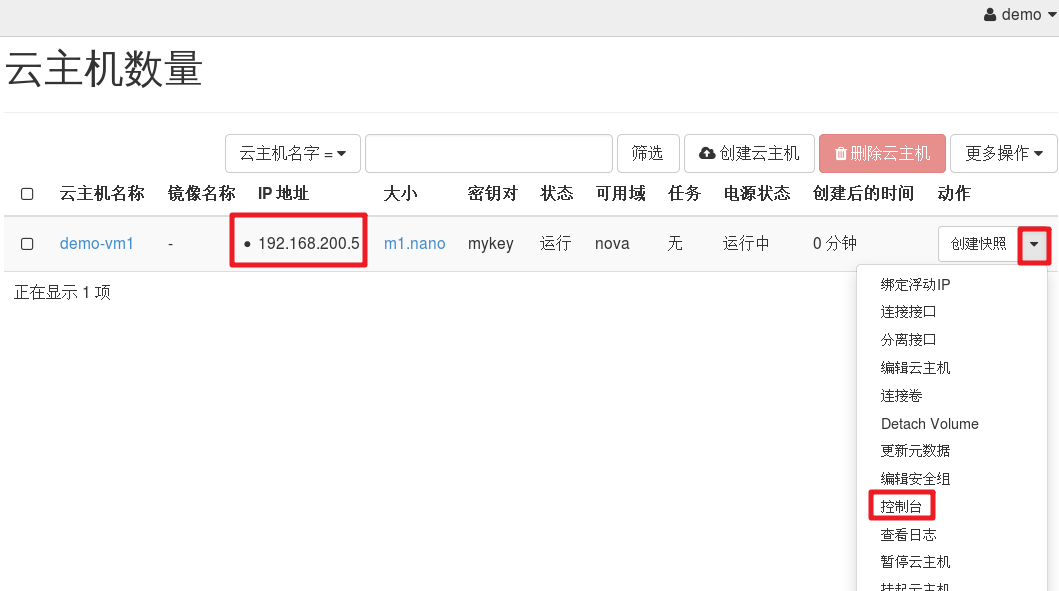 demo
云主机数量
云主机名字 = 筛选 创建云主机 删除云主机 更多操作
云主机名称 镜像名称 IP 地址 大小 密钥对 状态 可用域 任务 电源状态 创建后的时间 动作
demo-vm1 - • 192.168.200.5 m1.nano mykey 运行 nova 无 运行中 0 分钟 创建快照
正在显示 1 项
绑定浮动IP
连接接口
分离接口
编辑云主机
连接卷
Detach Volume
更新元数据
编辑安全组
控制台
查看日志
暂停云主机
挂起云主机